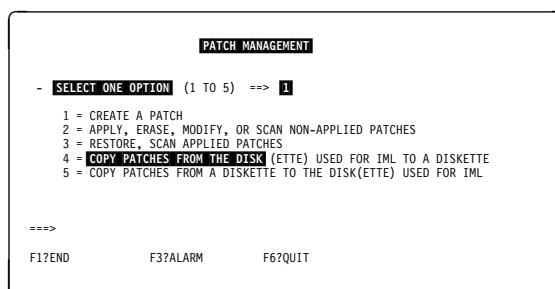 PATCH MANAGEMENT
- SELECT ONE OPTION (1 TO 5) ==> 1
1 = CREATE A PATCH
2 = APPLY, ERASE, MODIFY, OR SCAN NON-APPLIED PATCHES
3 = RESTORE, SCAN APPLIED PATCHES
4 = COPY PATCHES FROM THE DISK (ETTE) USED FOR IML TO A DISKETTE
5 = COPY PATCHES FROM A DISKETTE TO THE DISK(ETTE) USED FOR IML
===>
F1?END F3?ALARM F6?QUIT